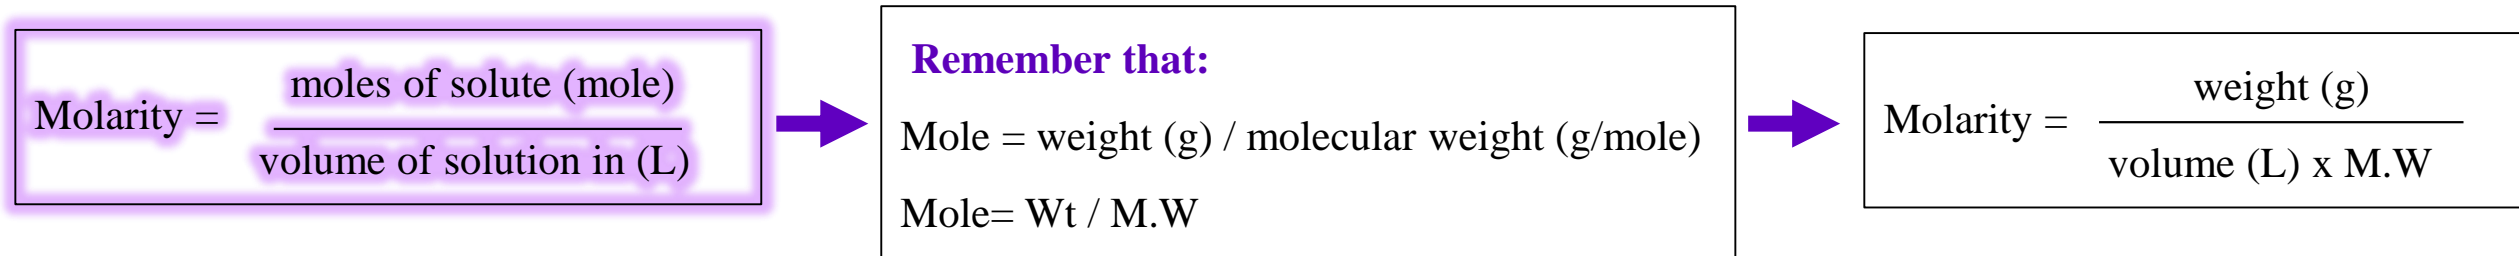 Molarity =
moles of solute (mole)
volume of solution in (L)
Remember that:
Mole = weight (g) / molecular weight (g/mole)
Mole= Wt / M.W
Molarity =
weight (g)
volume (L) x M.W